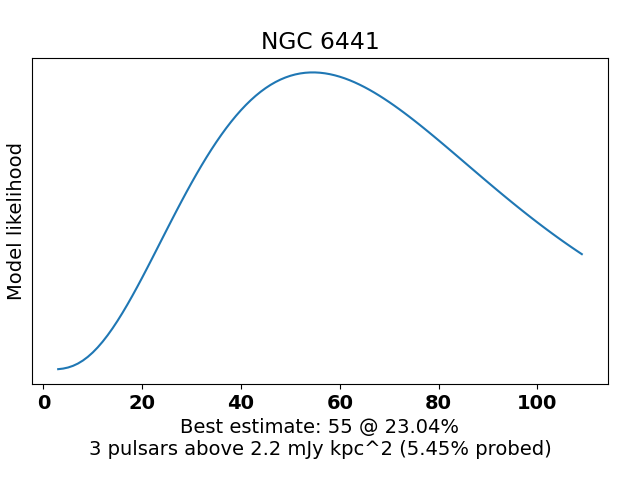 NGC 6441
Model likelihood
0 20 40 60 80 100
Best estimate: 55 @ 23.04%
3 pulsars above 2.2 mJy kpc^2 (5.45% probed)